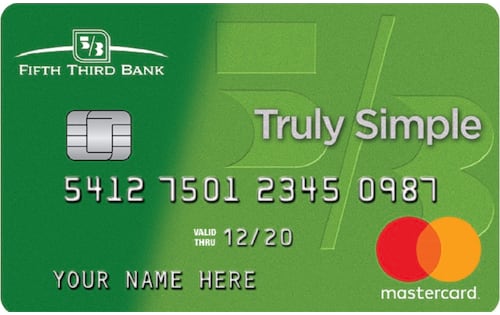 5/3
FIFTH THIRD BANK
Truly Simple
5412 7501 2345 0987
VALID THRU 12/20
YOUR NAME HERE
mastercard.